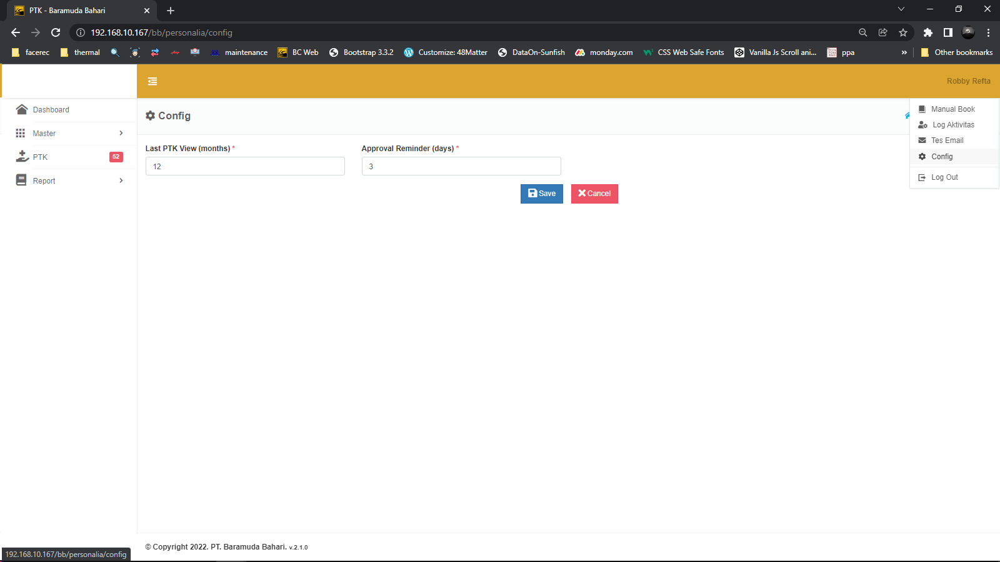 PTK - Baramuda Bahari
192.168.10.167/bb/personalia/config
facerec thermal maintenance BC Web Bootstrap 3.3.2 Customize: 48Matter DataOn-Sunfish monday.com CSS Web Safe Fonts Vanilla Js Scroll ani... ppa » Other bookmarks
Robby Refta
Dashboard
Master
PTK 52
Report
Config
Last PTK View (months) * Approval Reminder (days) *
12 3
Save Cancel
Manual Book
Log Aktivitas
Tes Email
Config
Log Out
© Copyright 2022. PT. Baramuda Bahari. v.2.1.0
192.168.10.167/bb/personalia/config